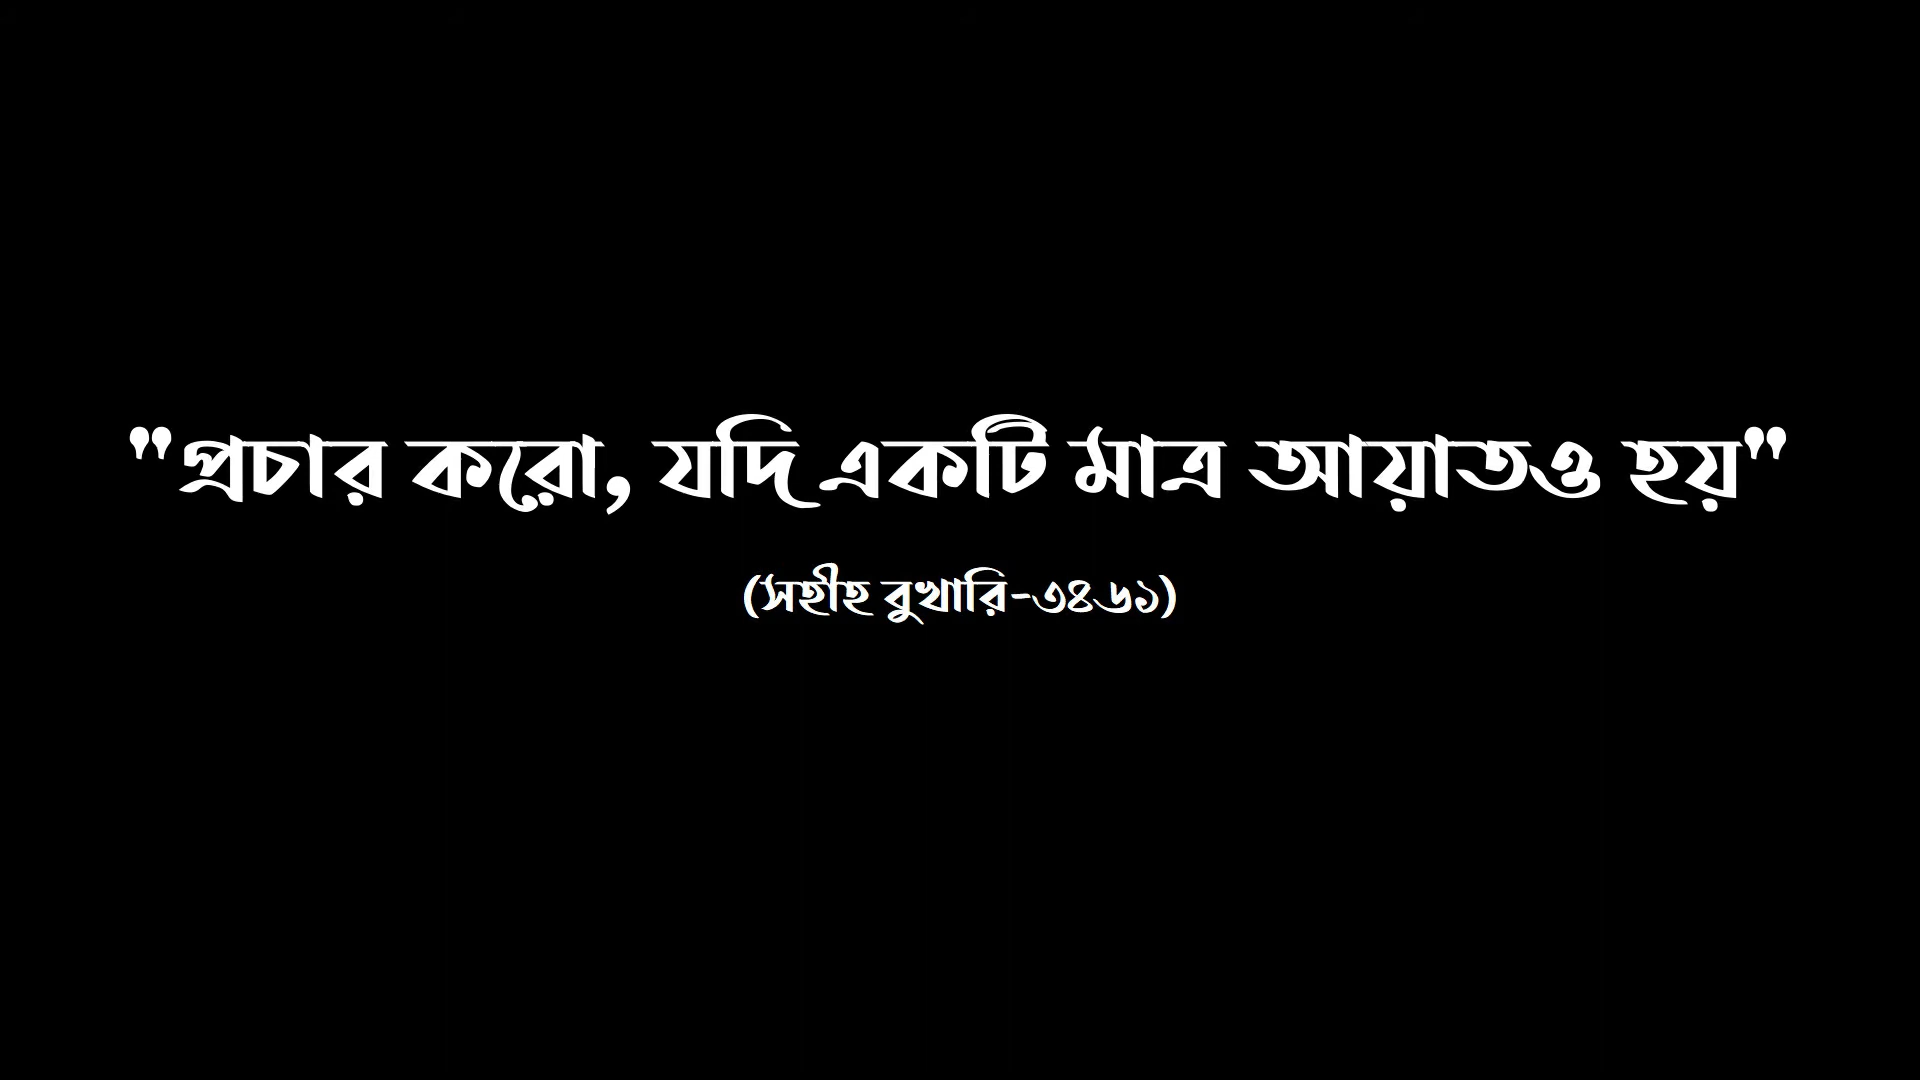 "প্রচার করো, যদি একটি মাত্র আয়াতও হয়"
(সহীহ বুখারি-৩৪৬১)